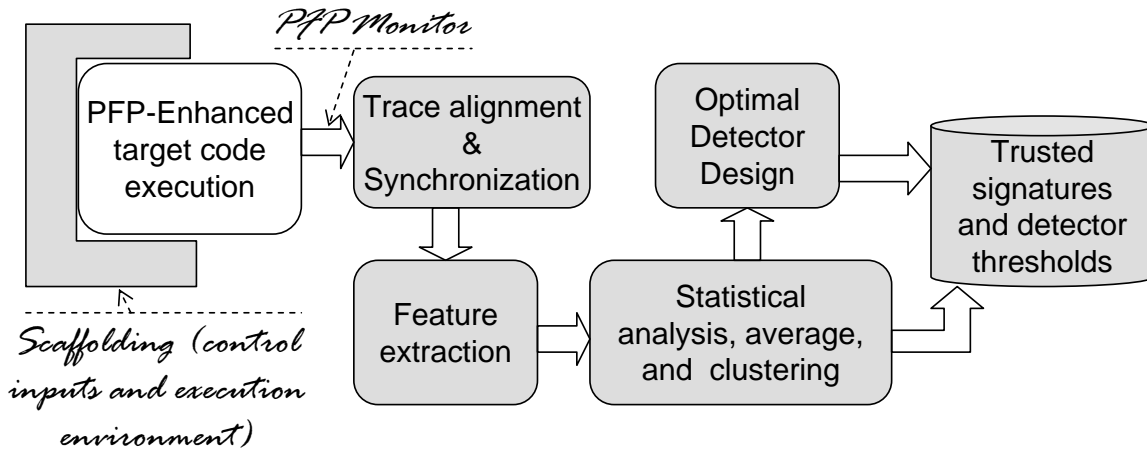 PFP Monitor
PFP-Enhanced
target code
execution
Trace alignment
&
Synchronization
Optimal
Detector
Design
Trusted
signatures
and detector
thresholds
Feature
extraction
Statistical
analysis, average,
and clustering
Scaffolding (control
inputs and execution
environment)